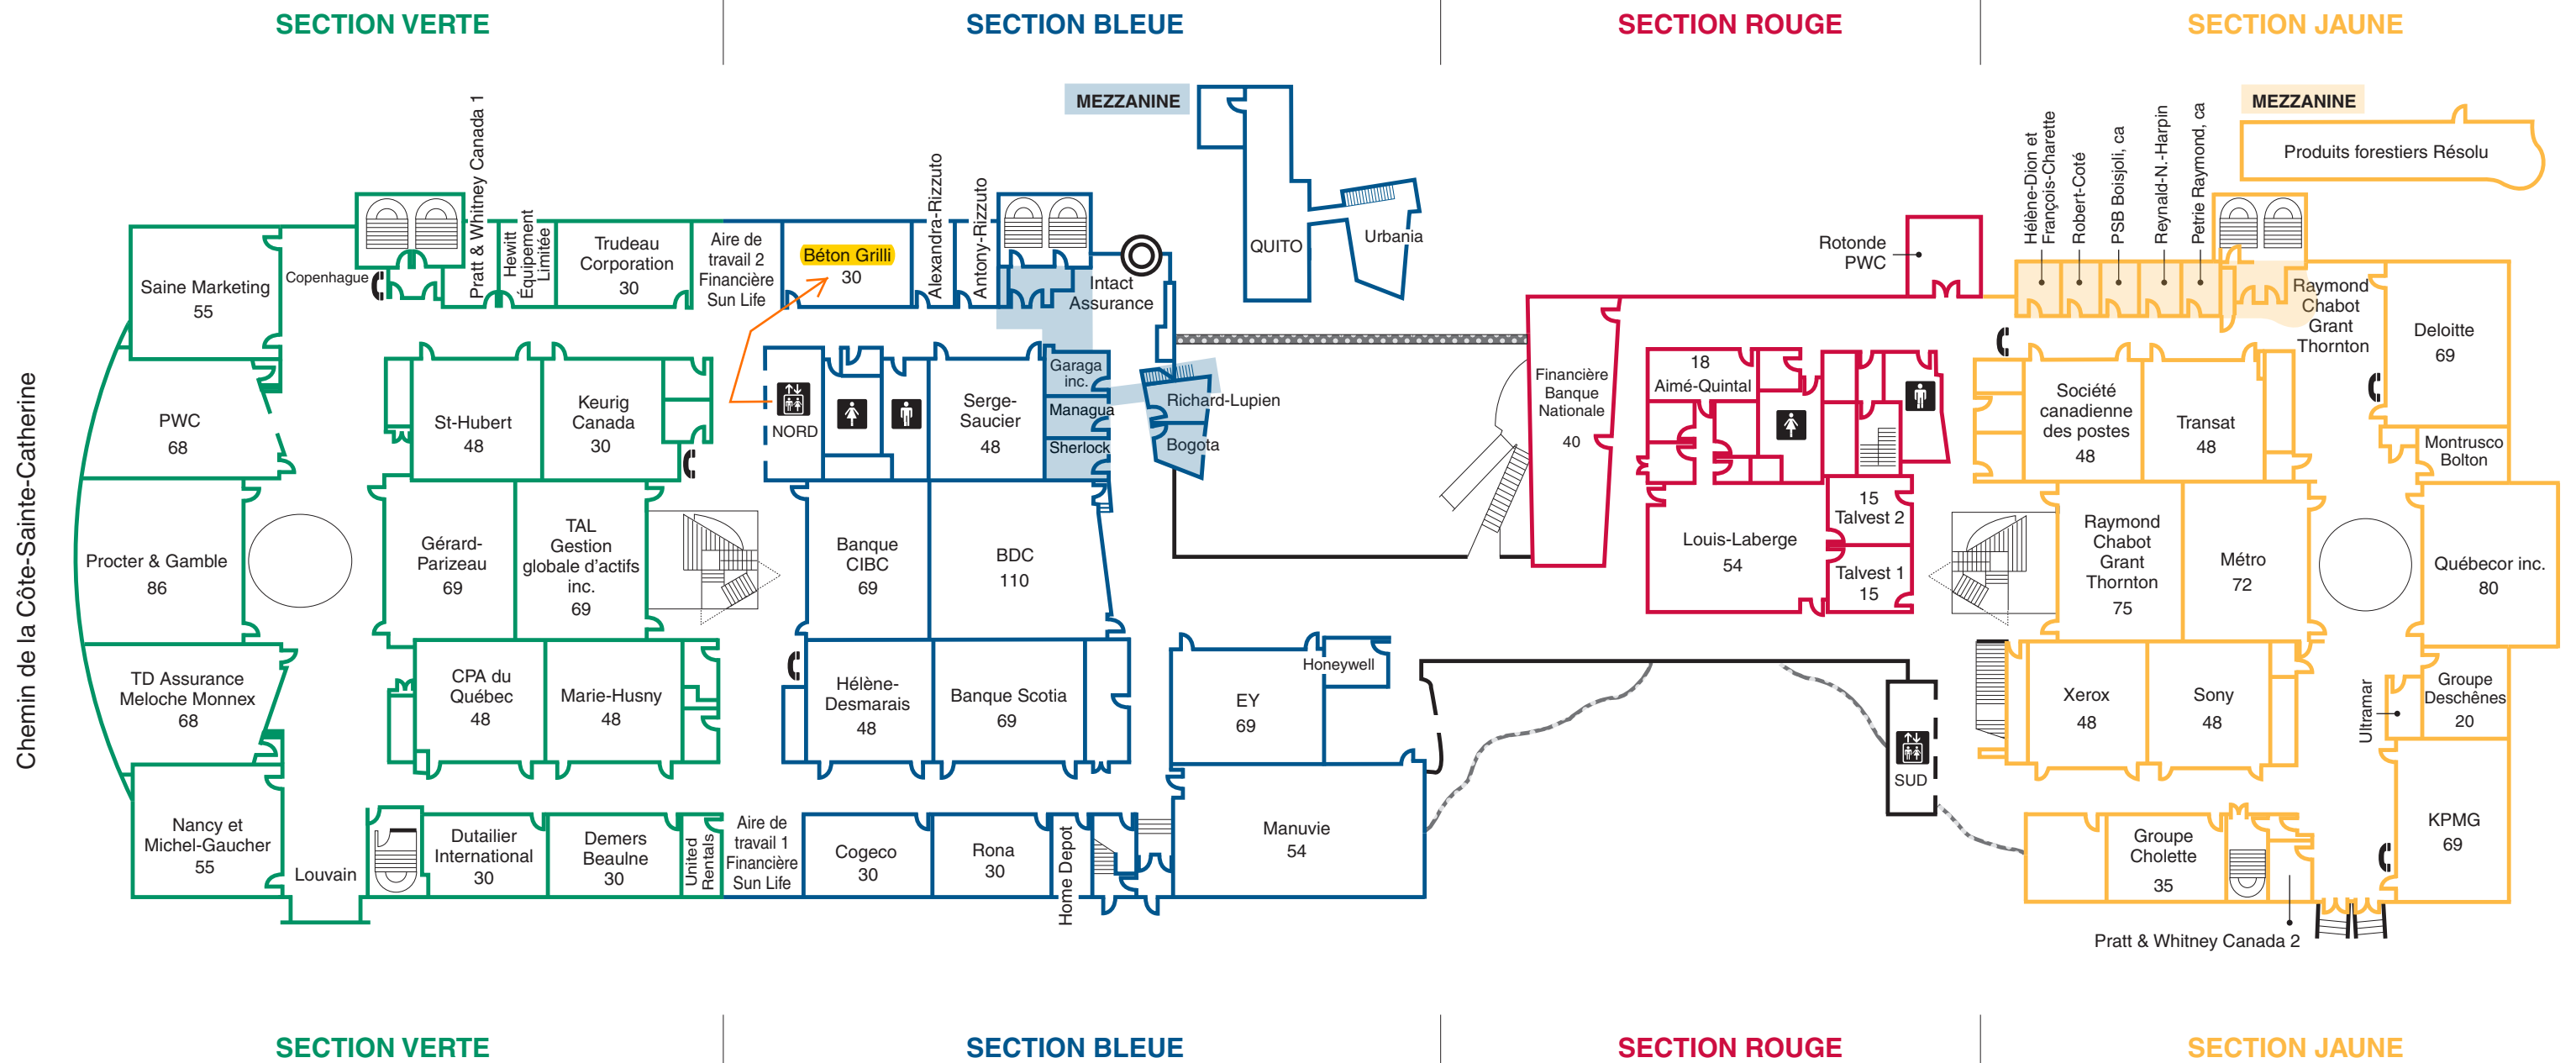 SECTION VERTE
SECTION BLEUE
SECTION ROUGE
SECTION JAUNE
Chemin de la Côte-Sainte-Catherine
Saine Marketing
55
Copenhague
Pratt & Whitney Canada 1
Hewitt
Équipement
Limitée
Trudeau
Corporation
30
Aire de
travail 2
Financière
Sun Life
Béton Grilli
30
Alexandra-Rizzuto
Antony-Rizzuto
MEZZANINE
Intact
Assurance
QUITO
Urbania
Rotonde
PWC
Hélène-Dion et
François-Charette
Robert-Coté
PSB Boisjoli, ca
Reynald-N.-Harpin
Petrie Raymond, ca
MEZZANINE
Produits forestiers Résolu
Raymond
Chabot
Grant
Thornton
Deloitte
69
PWC
68
St-Hubert
48
Keurig
Canada
30
NORD
Serge-
Saucier
48
Garaga
inc.
Managua
Sherlock
Richard-Lupien
Bogota
Financière
Banque
Nationale
40
18
Aimé-Quintal
Société
canadienne
des postes
48
Transat
48
Montrusco
Bolton
Procter & Gamble
86
Gérard-
Parizeau
69
TAL
Gestion
globale d'actifs
inc.
69
Banque
CIBC
69
BDC
110
Louis-Laberge
54
15
Talvest 2
Talvest 1
15
Raymond
Chabot
Grant
Thornton
75
Métro
72
Québecor inc.
80
TD Assurance
Meloche Monnex
68
CPA du
Québec
48
Marie-Husny
48
Hélène-
Desmarais
48
Banque Scotia
69
EY
69
Honeywell
SUD
Xerox
48
Sony
48
Ultramar
Groupe
Deschênes
20
Nancy et
Michel-Gaucher
55
Louvain
Dutailier
International
30
Demers
Beaulne
30
United
Rentals
Aire de
travail 1
Financière
Sun Life
Cogeco
30
Rona
30
Home Depot
Manuvie
54
Groupe
Cholette
35
Pratt & Whitney Canada 2
KPMG
69
SECTION VERTE
SECTION BLEUE
SECTION ROUGE
SECTION JAUNE